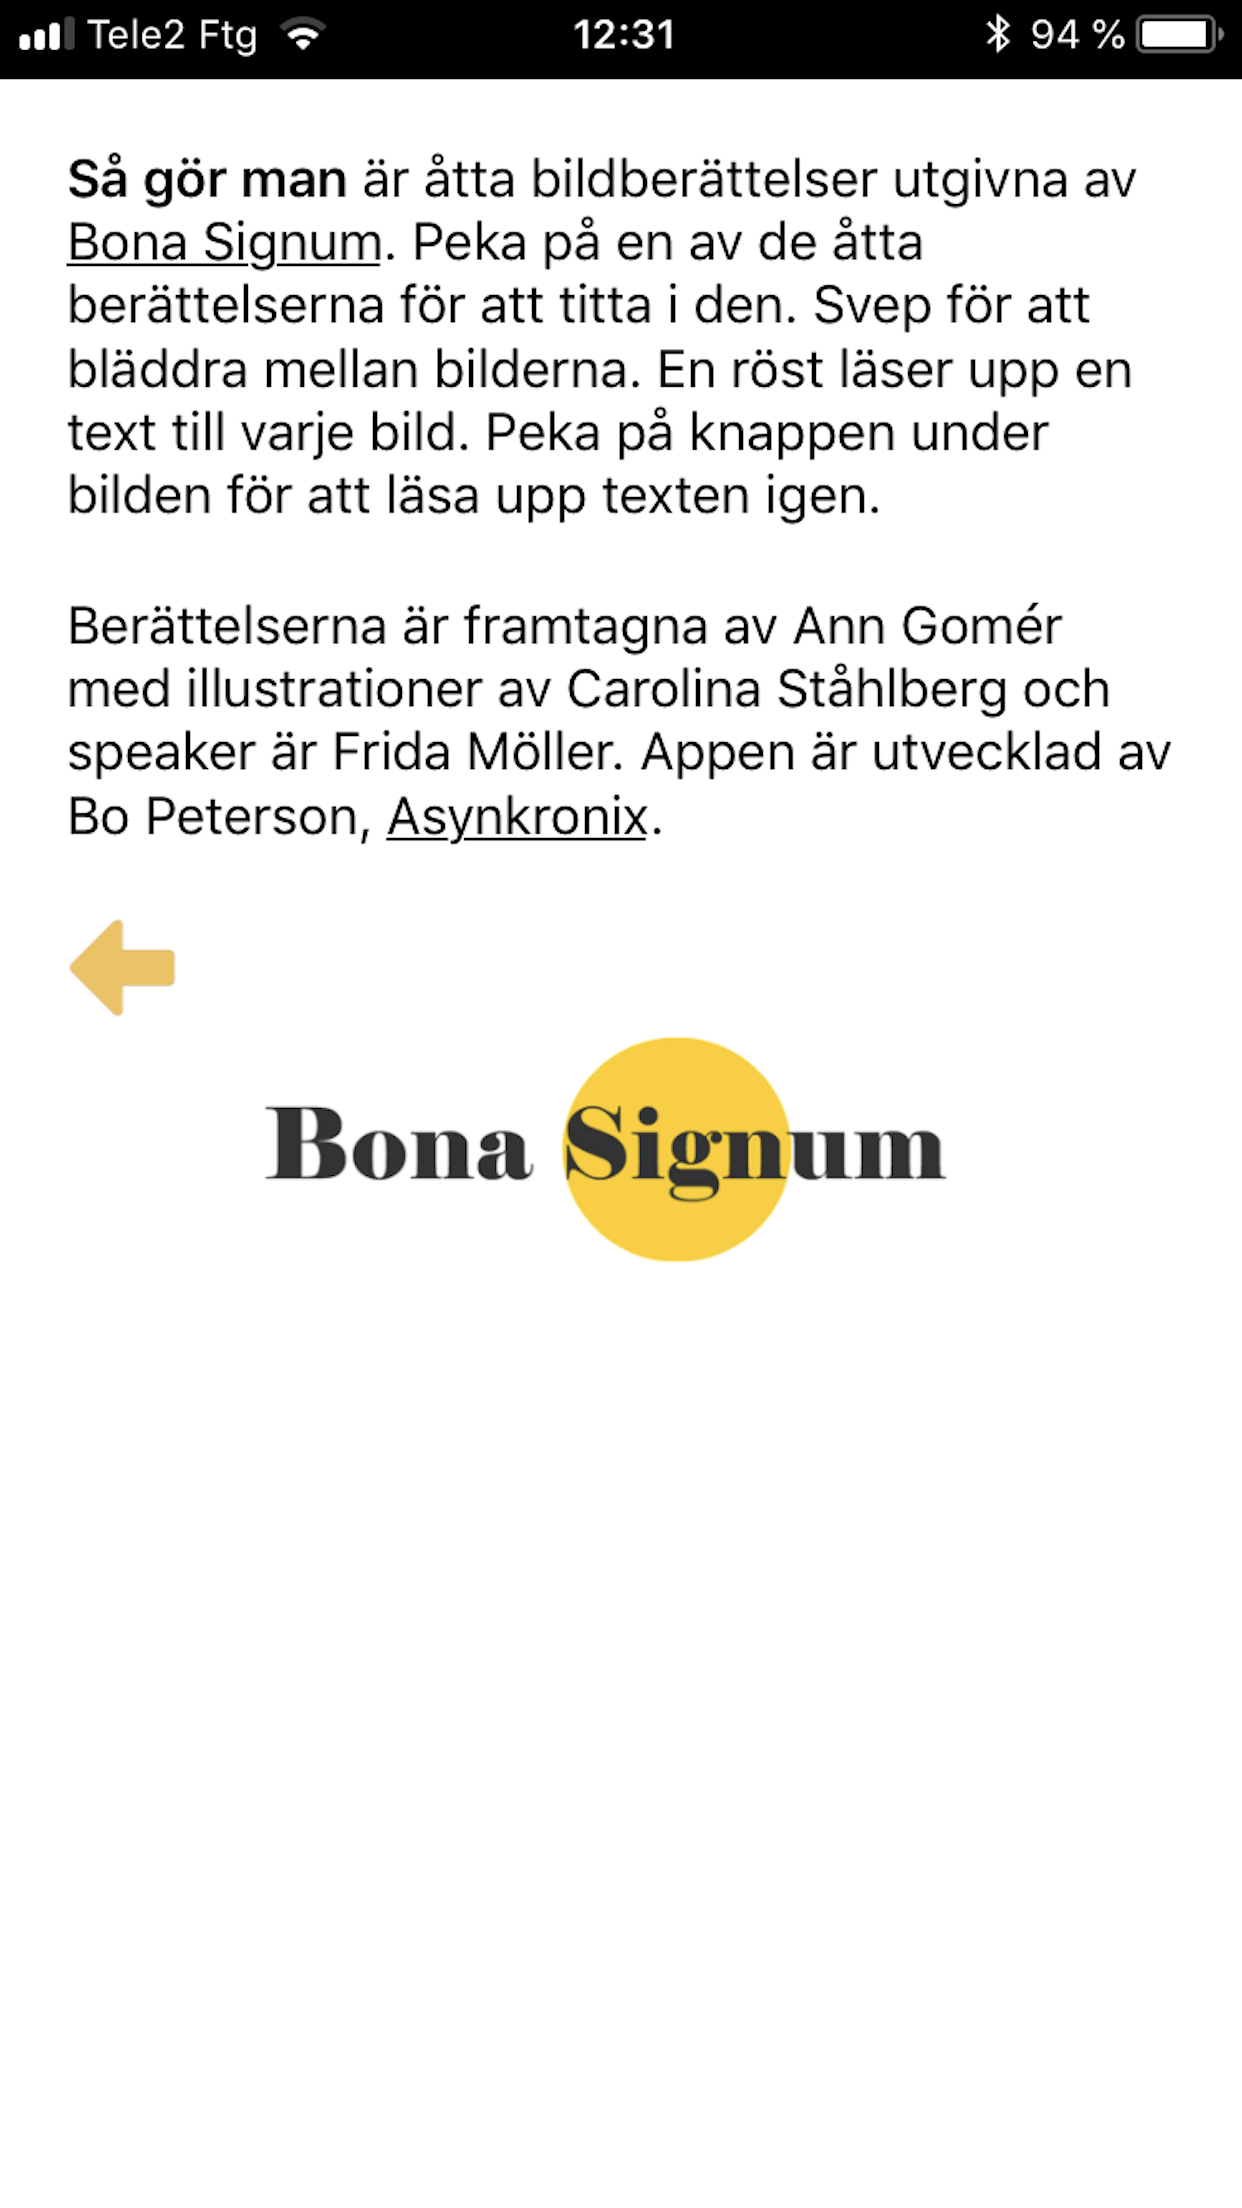 Tele2 Ftg 12:31 94 %
Så gör man är åtta bildberättelser utgivna av
Bona Signum. Peka på en av de åtta
berättelserna för att titta i den. Svep för att
bläddra mellan bilderna. En röst läser upp en
text till varje bild. Peka på knappen under
bilden för att läsa upp texten igen.
Berättelserna är framtagna av Ann Gomér
med illustrationer av Carolina Ståhlberg och
speaker är Frida Möller. Appen är utvecklad av
Bo Peterson, Asynkronix.
Bona Signum